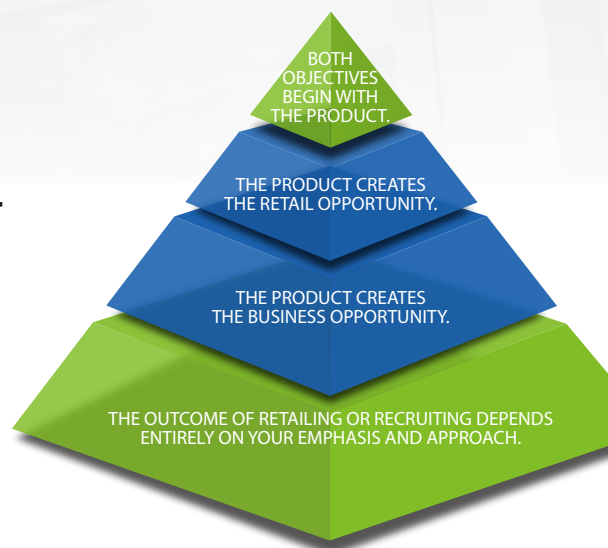 BOTH
OBJECTIVES
BEGIN WITH
THE PRODUCT.
THE PRODUCT CREATES
THE RETAIL OPPORTUNITY.
THE PRODUCT CREATES
THE BUSINESS OPPORTUNITY.
THE OUTCOME OF RETAILING OR RECRUITING DEPENDS
ENTIRELY ON YOUR EMPHASIS AND APPROACH.